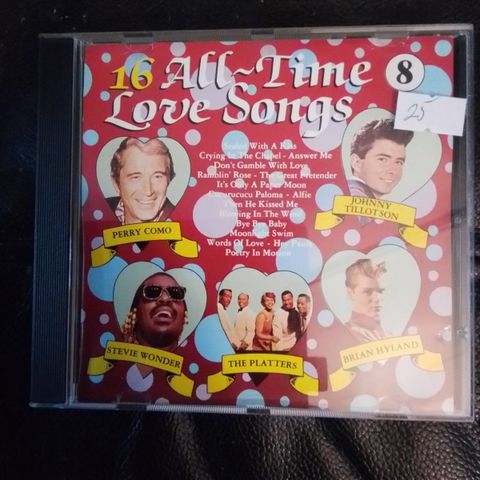 16 All-Time
Love Songs
8
25
Sealed With A Kiss
Crying In The Chapel - Answer Me
Don't Gamble With Love
Ramblin' Rose - The Great Pretender
It's Only A Paper Moon
Cucurucucu Paloma - Alfie
Then He Kissed Me
Blowing In The Wind
Bye Bye Baby
Moonlight Swim
Words Of Love - Hey Paula
Poetry In Motion
PERRY COMO
JOHNNY
TILLOTSON
STEVIE WONDER
THE PLATTERS
BRIAN HYLAND